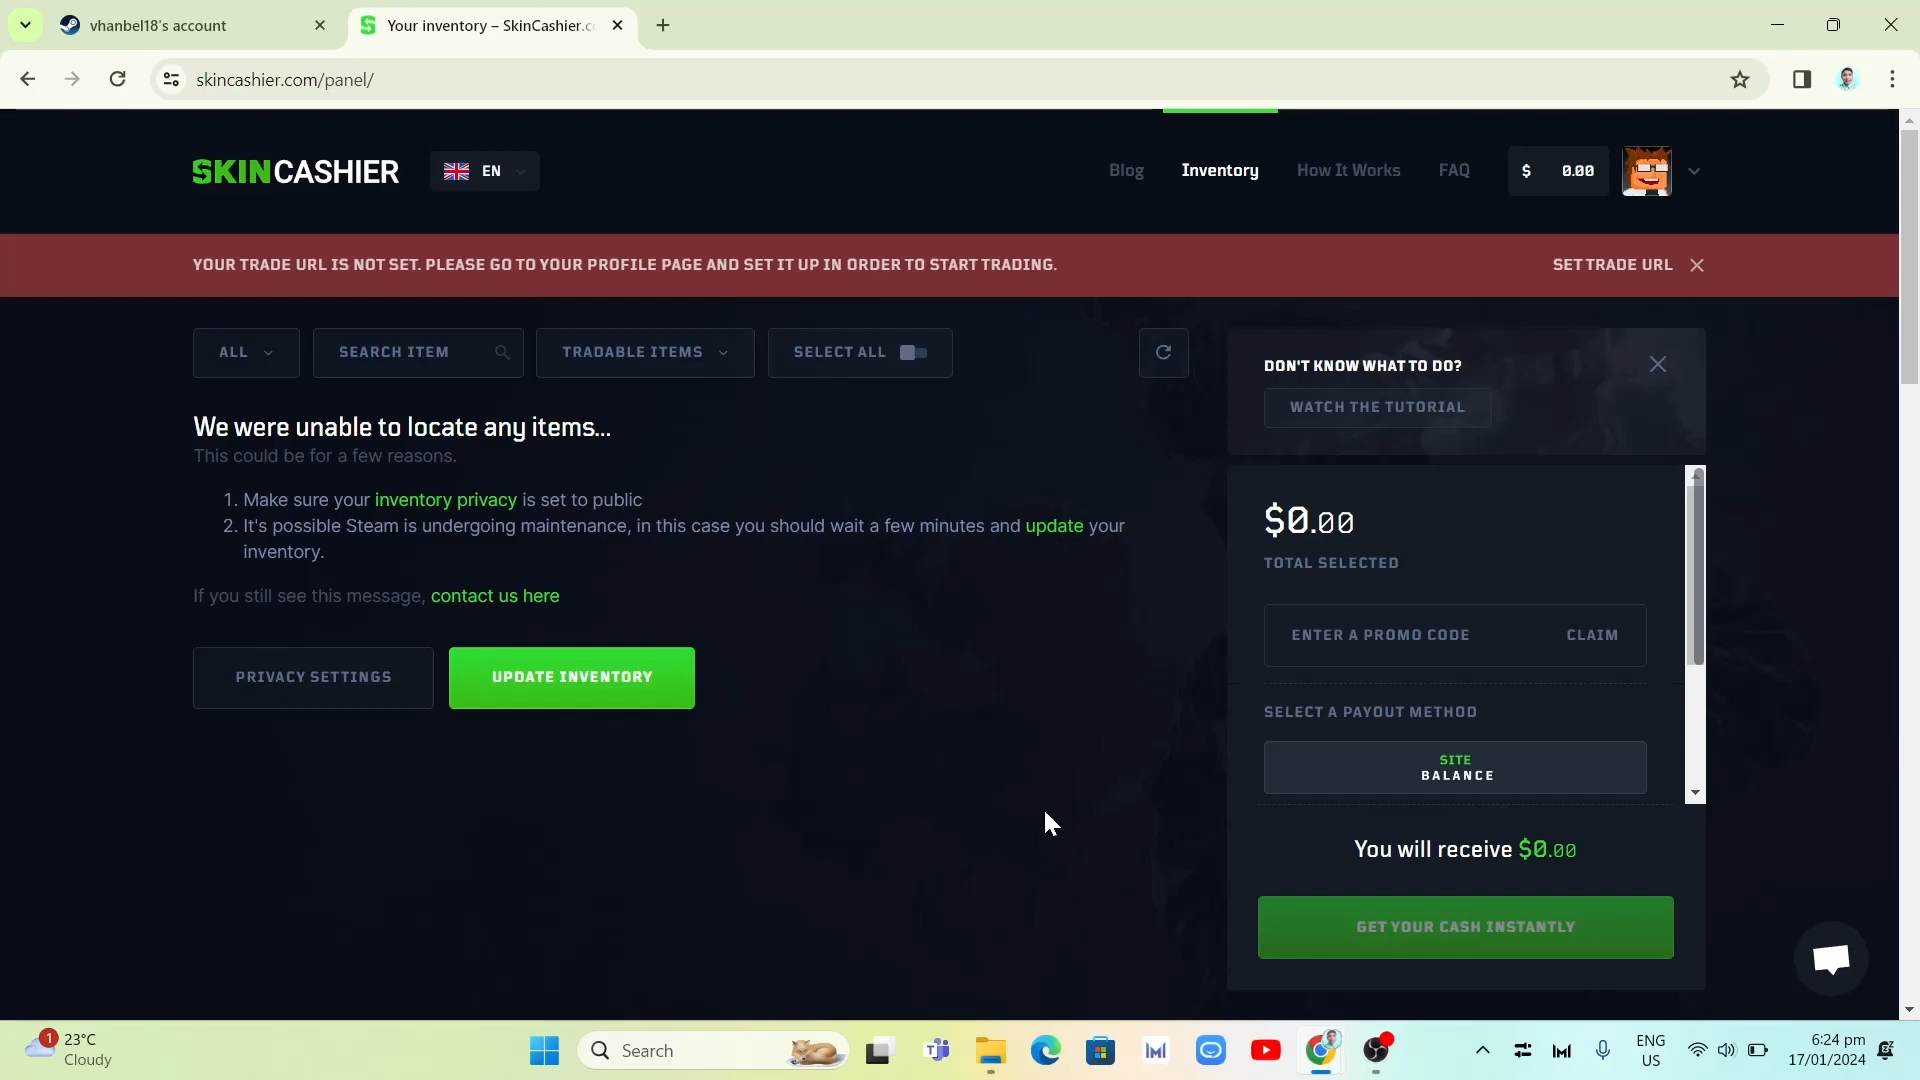 vhanbel18's account
Your inventory – SkinCashier.c
skincashier.com/panel/
SKINCASHIER
EN
Blog
Inventory
How It Works
FAQ
$ 0.00
YOUR TRADE URL IS NOT SET. PLEASE GO TO YOUR PROFILE PAGE AND SET IT UP IN ORDER TO START TRADING.
SET TRADE URL
ALL
SEARCH ITEM
TRADABLE ITEMS
SELECT ALL
We were unable to locate any items...
This could be for a few reasons.
1. Make sure your inventory privacy is set to public
2. It's possible Steam is undergoing maintenance, in this case you should wait a few minutes and update your
inventory.
If you still see this message, contact us here
PRIVACY SETTINGS
UPDATE INVENTORY
DON'T KNOW WHAT TO DO?
WATCH THE TUTORIAL
$0.00
TOTAL SELECTED
ENTER A PROMO CODE
CLAIM
SELECT A PAYOUT METHOD
SITE
BALANCE
You will receive $0.00
GET YOUR CASH INSTANTLY
1
23°C
Cloudy
Search
ENG
US
6:24 pm
17/01/2024